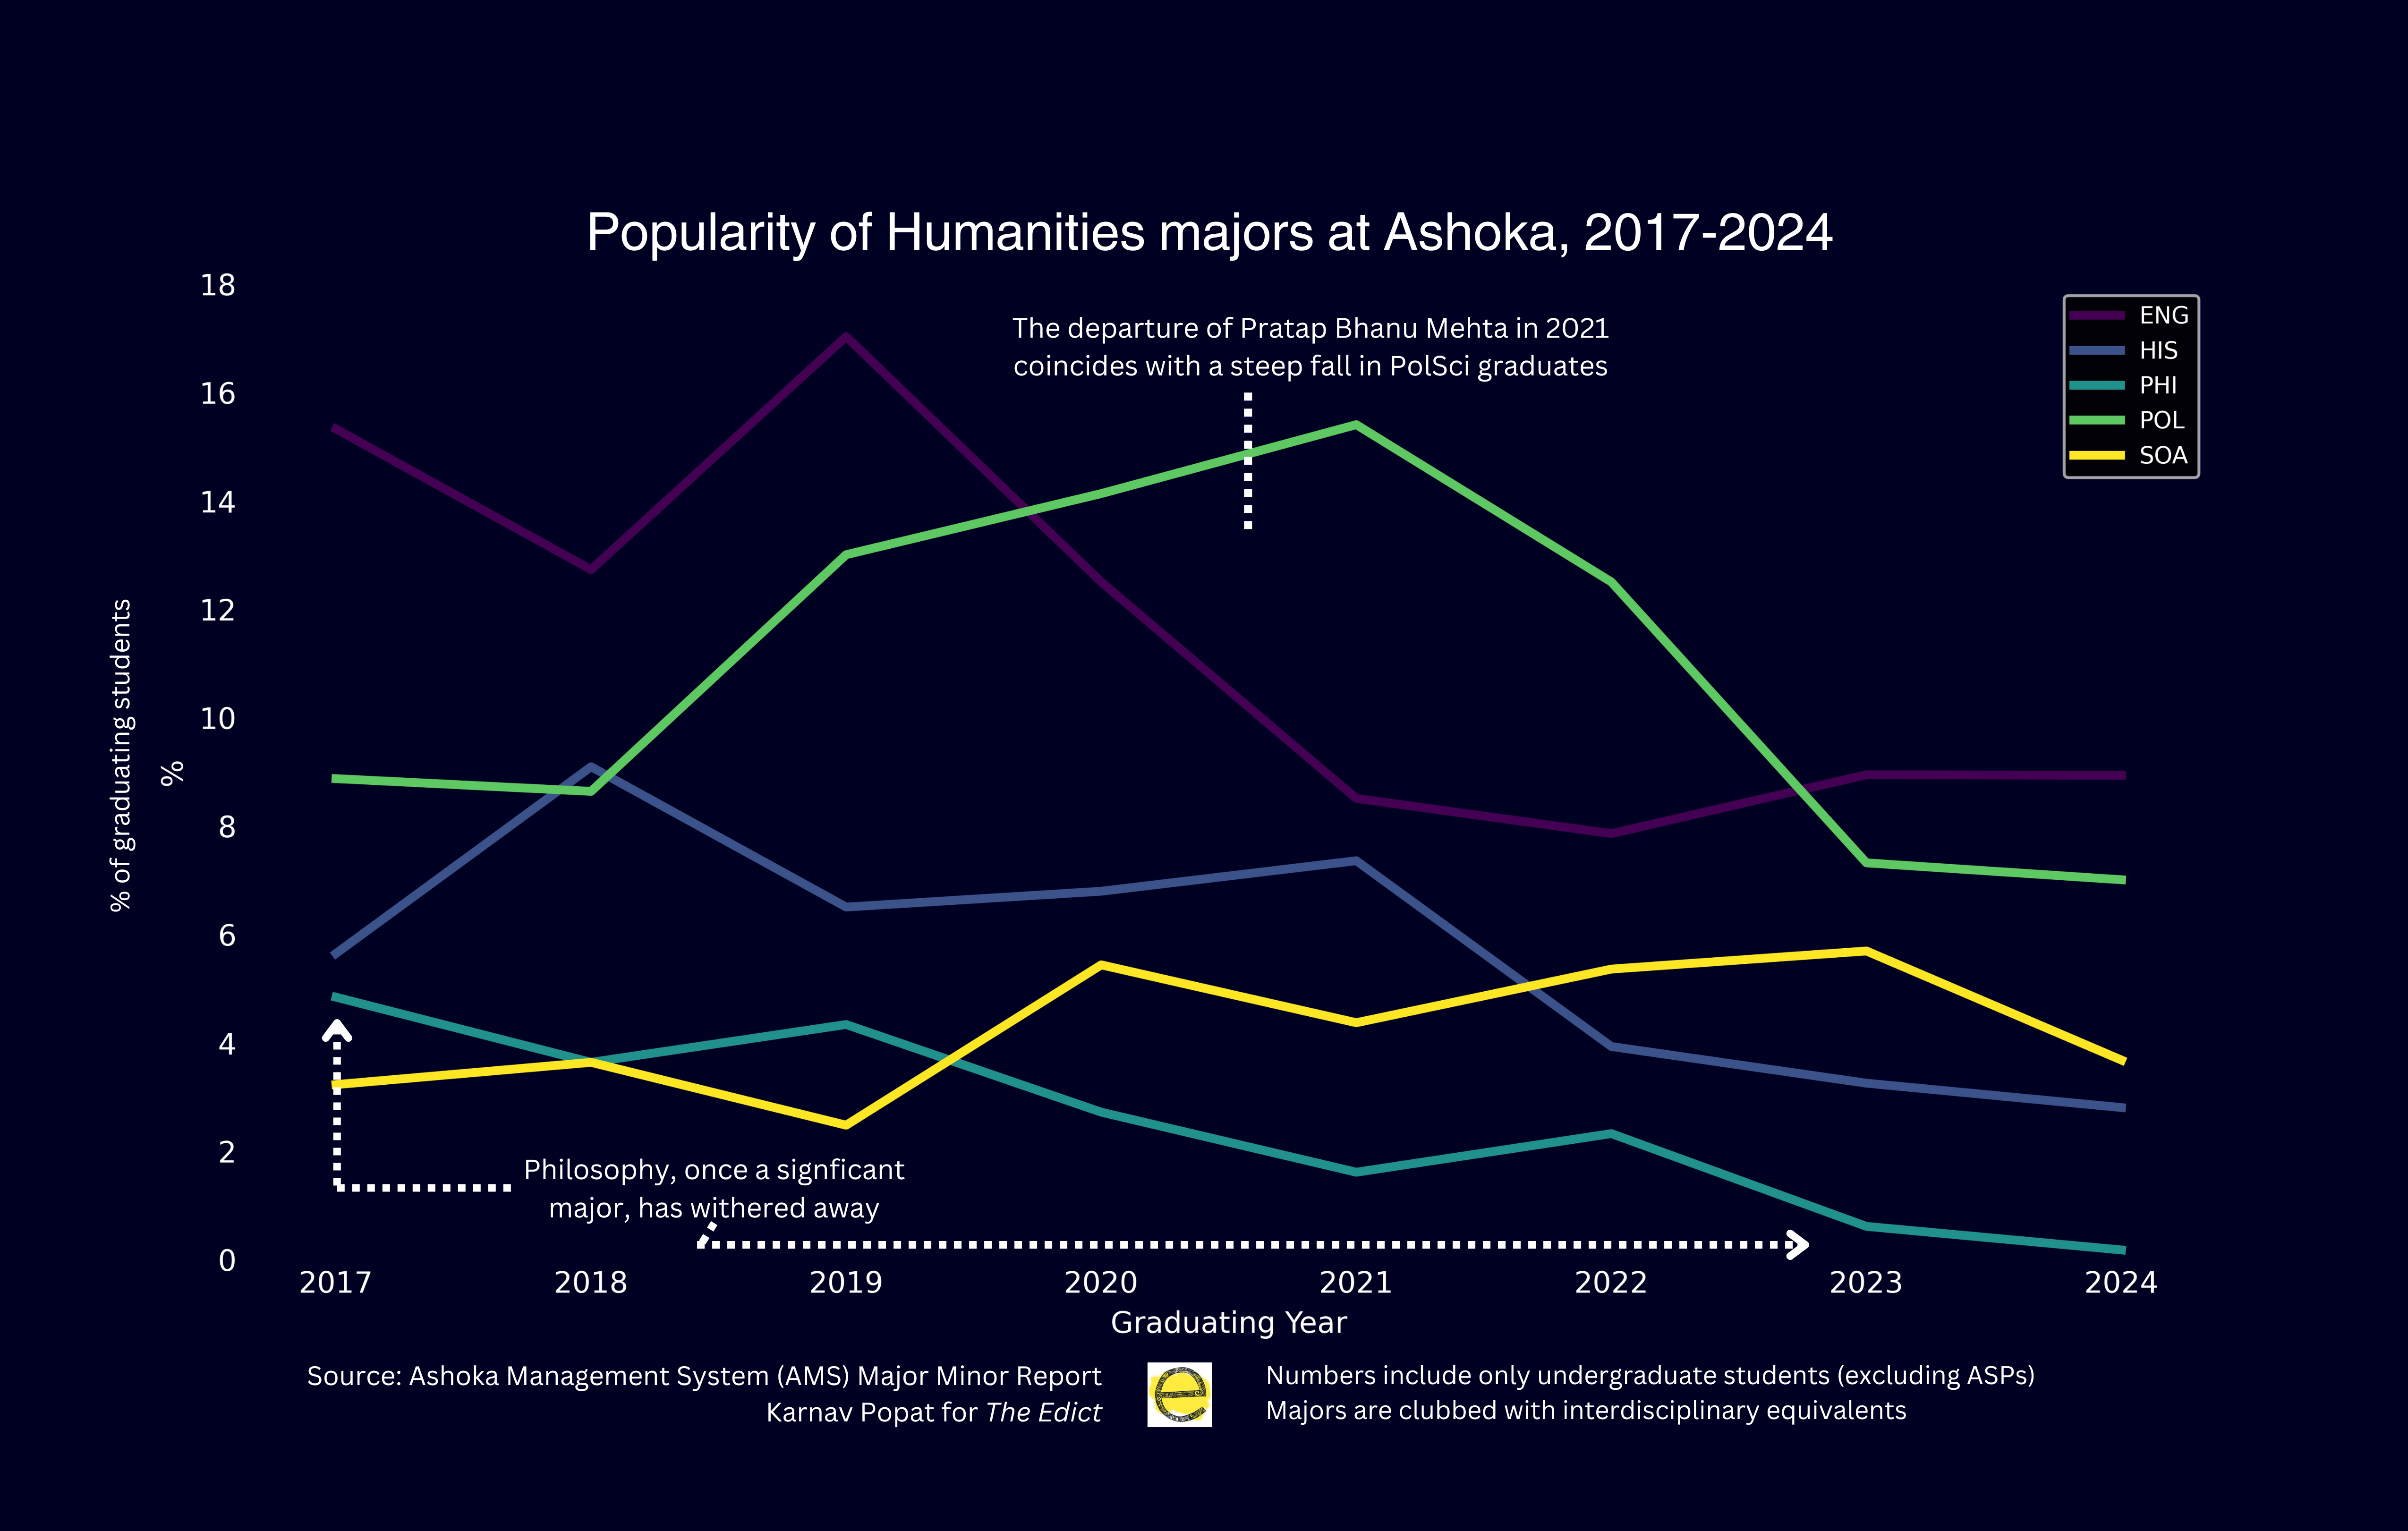 Popularity of Humanities majors at Ashoka, 2017-2024
18
16
14
12
10
8
6
4
2
0
% of graduating students
%
The departure of Pratap Bhanu Mehta in 2021
coincides with a steep fall in PolSci graduates
ENG
HIS
PHI
POL
SOA
Philosophy, once a signficant
major, has withered away
2017 2018 2019 2020 2021 2022 2023 2024
Graduating Year
Source: Ashoka Management System (AMS) Major Minor Report
Karnav Popat for The Edict
e
Numbers include only undergraduate students (excluding ASPs)
Majors are clubbed with interdisciplinary equivalents